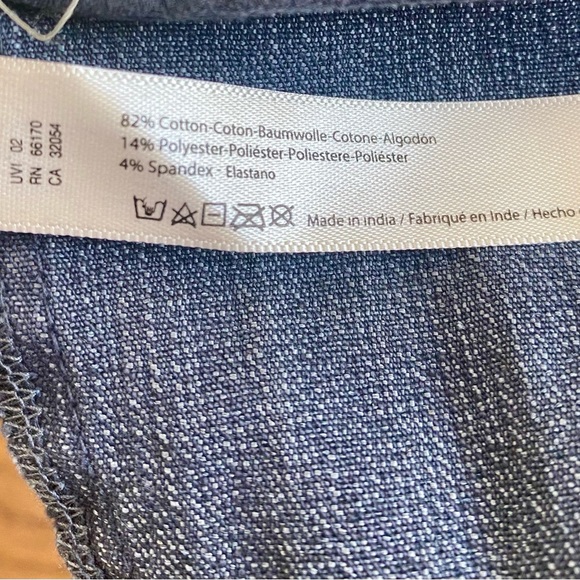 UV1 02
RN 66170
CA 32054
82% Cotton-Coton-Baumwolle-Cotone-Algodón
14% Polyester-Poliéster-Poliestere-Poliéster
4% Spandex - Elastano
Made in india / Fabriqué en Inde / Hecho